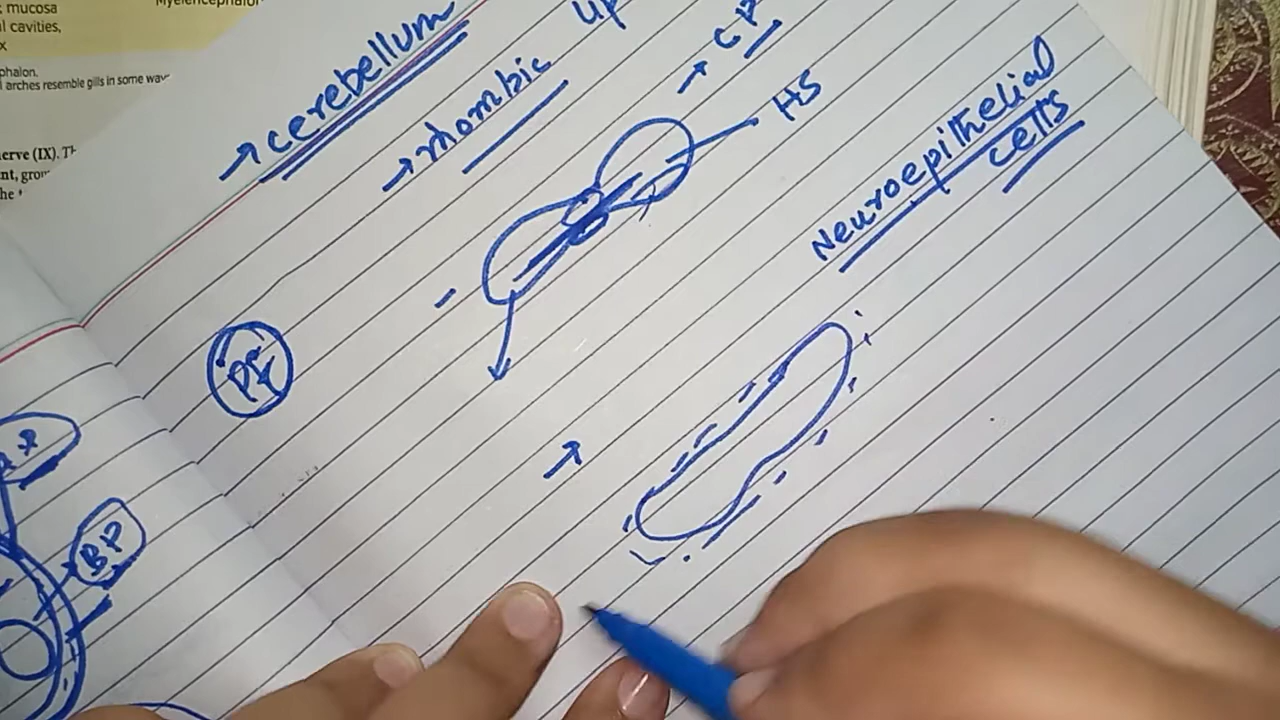 mucosa
l cavities,
x
phalon.
arches resemble gills in some way
erve (IX). Th
nt, grou
he
→ cerebellum
→ rhombic
lip
→ CP
HS
Neuroepithelial
cells
PF
BP